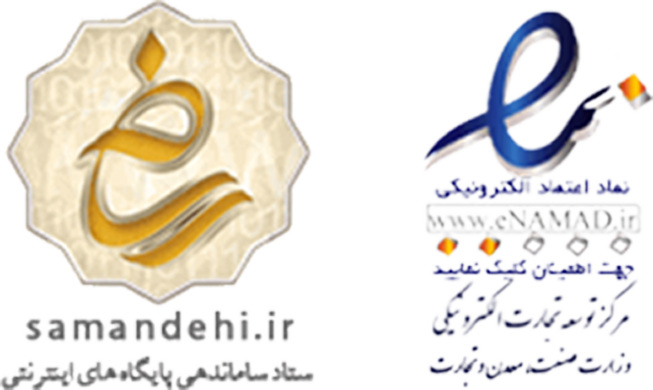 samandehi.ir
ستاد ساماندهی پایگاه‌های اینترنتی
نماد اعتماد الکترونیکی
www.eNAMAD.ir
جهت اطمینان کلیک نمایید
مرکز توسعه تجارت الکترونیکی
وزارت صنعت، معدن و تجارت